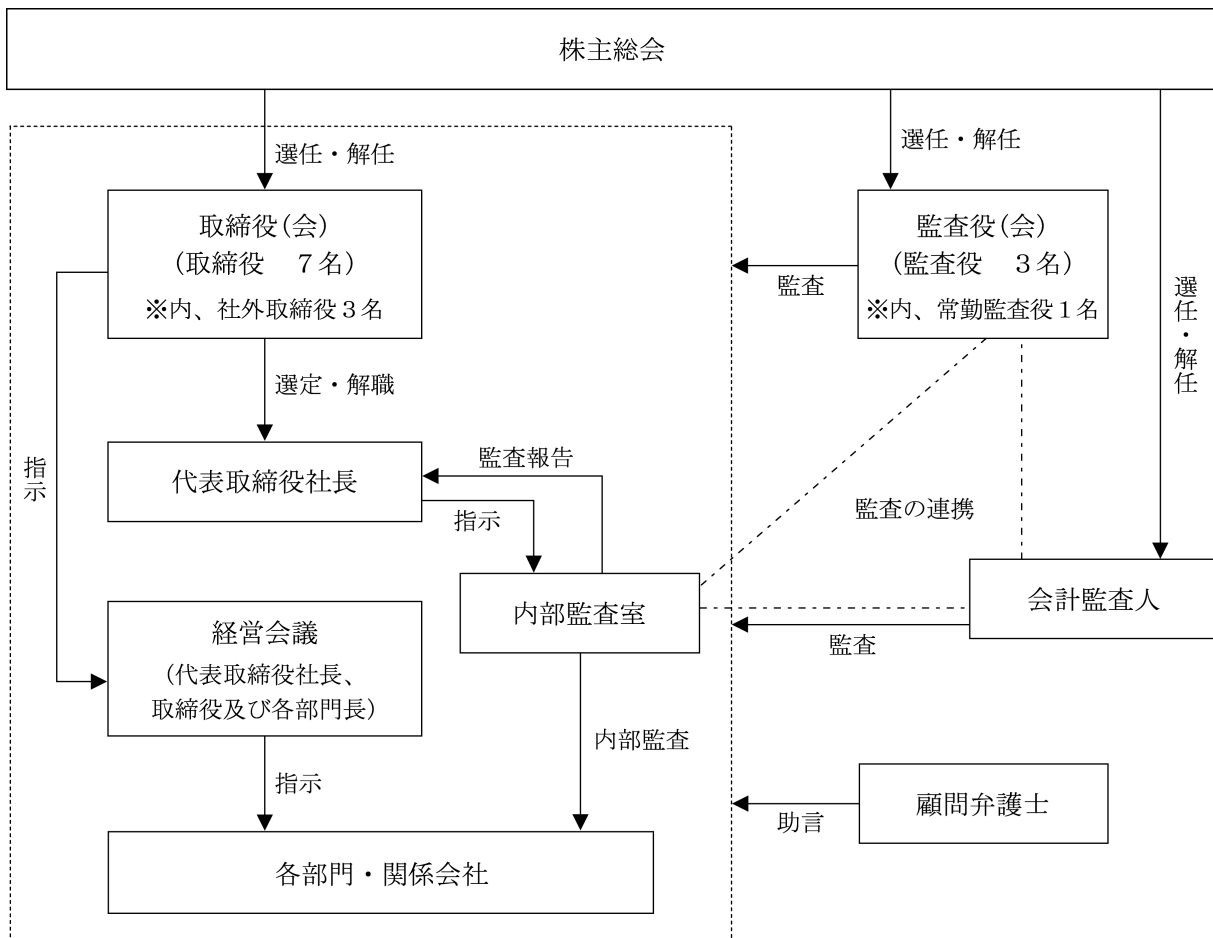 株主総会
選任・解任
選任・解任
選任・解任
取締役(会)
(取締役　7名)
※内、社外取締役3名
監査役(会)
(監査役　3名)
※内、常勤監査役1名
監査
選定・解職
指示
代表取締役社長
監査報告
指示
監査の連携
内部監査室
会計監査人
監査
経営会議
(代表取締役社長、
取締役及び各部門長)
内部監査
指示
顧問弁護士
助言
各部門・関係会社